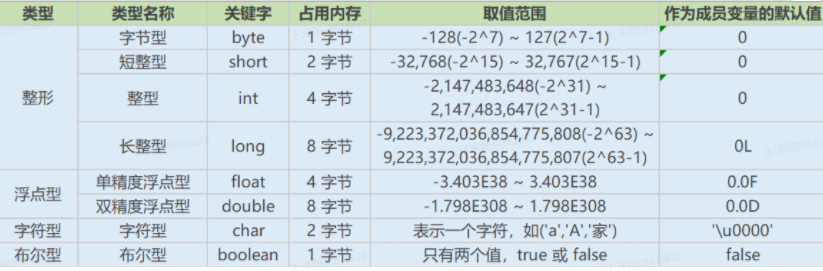 类型 类型名称 关键字 占用内存 取值范围 作为成员变量的默认值
整形 字节型 byte 1 字节 -128(-2^7) ~ 127(2^7-1) 0
短整型 short 2 字节 -32,768(-2^15) ~ 32,767(2^15-1) 0
整型 int 4 字节 -2,147,483,648(-2^31) ~
2,147,483,647(2^31-1) 0
长整型 long 8 字节 -9,223,372,036,854,775,808(-2^63) ~
9,223,372,036,854,775,807(2^63-1) 0L
浮点型 单精度浮点型 float 4 字节 -3.403E38 ~ 3.403E38 0.0F
双精度浮点型 double 8 字节 -1.798E308 ~ 1.798E308 0.0D
字符型 字符型 char 2 字节 表示一个字符，如('a','A','家') '\u0000'
布尔型 布尔型 boolean 1 字节 只有两个值，true 或 false false